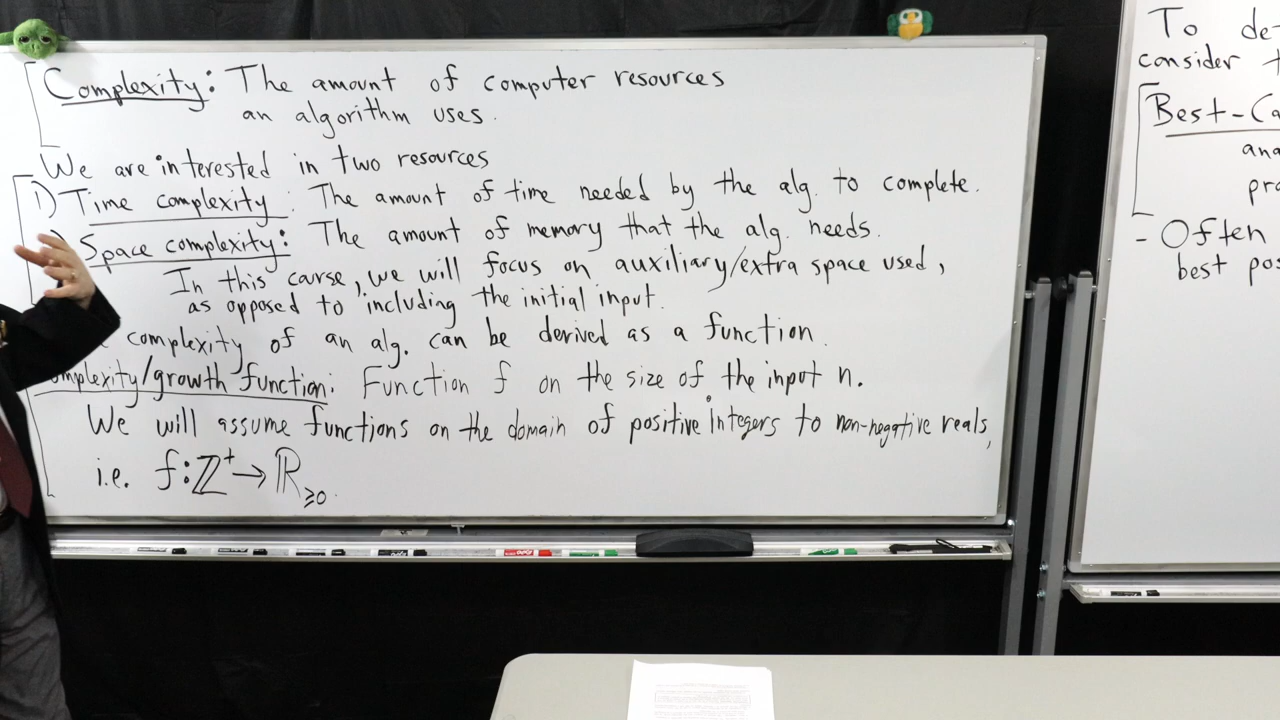 Complexity: The amount of computer resources
an algorithm uses.
We are interested in two resources
1) Time complexity: The amount of time needed by the alg. to complete.
) Space complexity: The amount of memory that the alg. needs.
In this carse, we will focus on auxiliary/extra space used,
as opposed to including the initial input.
complexity of an alg. can be derived as a function.
omplexity/growth function: Function f on the size of the input n.
We will assume functions on the domain of positive integers to non-negative reals,
i.e. f: ℤ⁺ → ℝ≥0.
To de-
consider t
Best-Ca
ana
pro
- Often
best pos